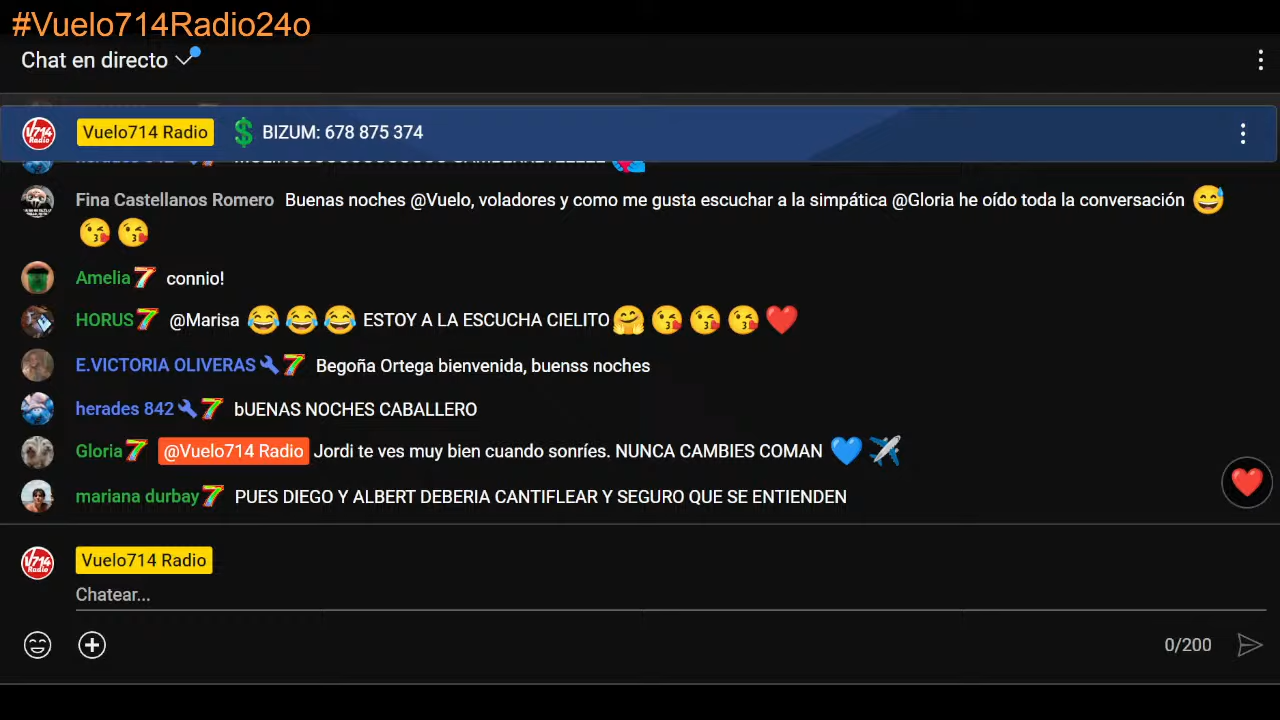 #Vuelo714Radio24o
Chat en directo
Vuelo714 Radio BIZUM: 678 875 374
Fina Castellanos Romero Buenas noches @Vuelo, voladores y como me gusta escuchar a la simpática @Gloria he oído toda la conversación 😅
😘 😘
Amelia connio!
HORUS @Marisa 😂 😂 😂 ESTOY A LA ESCUCHA CIELITO 🤗 😘 😘 😘 ❤️
E.VICTORIA OLIVERAS Begoña Ortega bienvenida, buenss noches
herades 842 bUENAS NOCHES CABALLERO
Gloria @Vuelo714 Radio Jordi te ves muy bien cuando sonríes. NUNCA CAMBIES COMAN 💙 ✈️
mariana durbay PUES DIEGO Y ALBERT DEBERIA CANTIFLEAR Y SEGURO QUE SE ENTIENDEN
Vuelo714 Radio
Chatear...
0/200